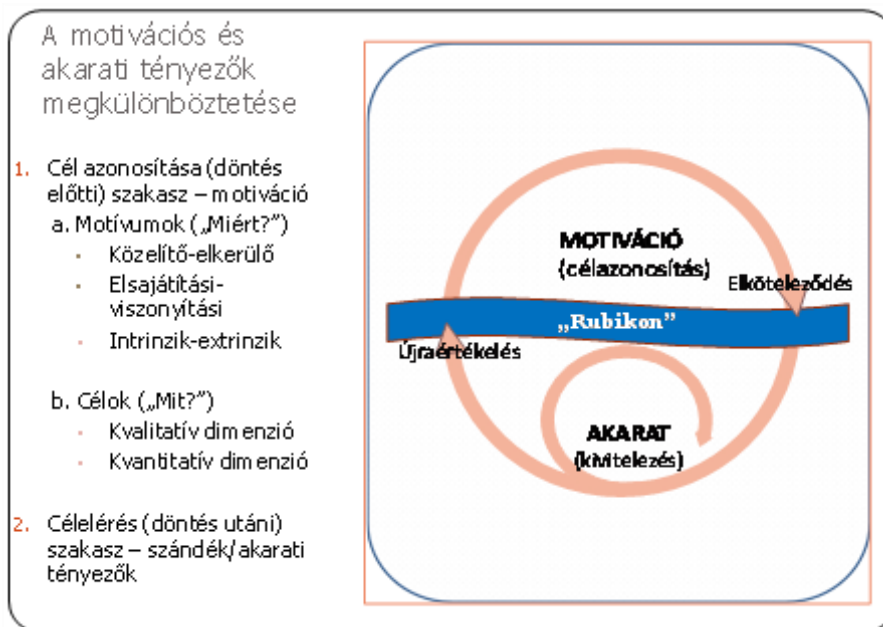 A motivációs és
akarati tényezők
megkülönböztetése
1. Cél azonosítása (döntés
előtti) szakasz – motiváció
a. Motívumok („Miért?”)
• Közelítő-elkerülő
• Elsajátítási-
viszonyítási
• Intrinzik-extrinzik
b. Célok („Mit?”)
• Kvalitatív dimenzió
• Kvantitatív dimenzió
2. Célelérés (döntés utáni)
szakasz – szándék/akarati
tényezők
MOTIVÁCIÓ
(célazonosítás)
Elköteleződés
„Rubikon”
Újraértékelés
AKARAT
(kivitelezés)